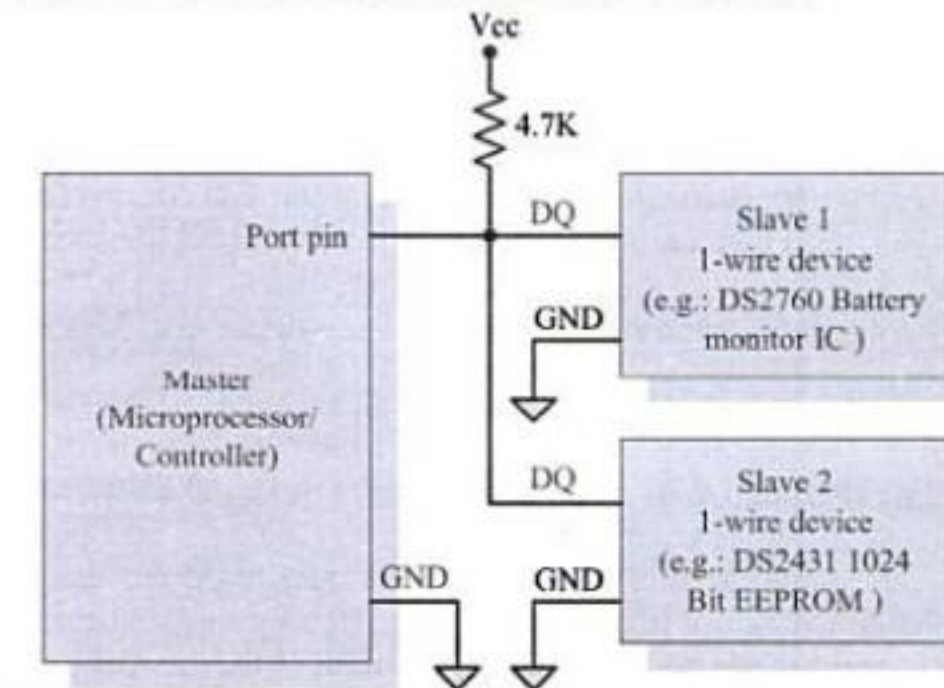 Vcc
4.7K
Port pin
DQ
Slave 1
1-wire device
(e.g.: DS2760 Battery
monitor IC )
GND
Master
(Microprocessor/
Controller)
DQ
Slave 2
1-wire device
(e.g.: DS2431 1024
Bit EEPROM )
GND
GND